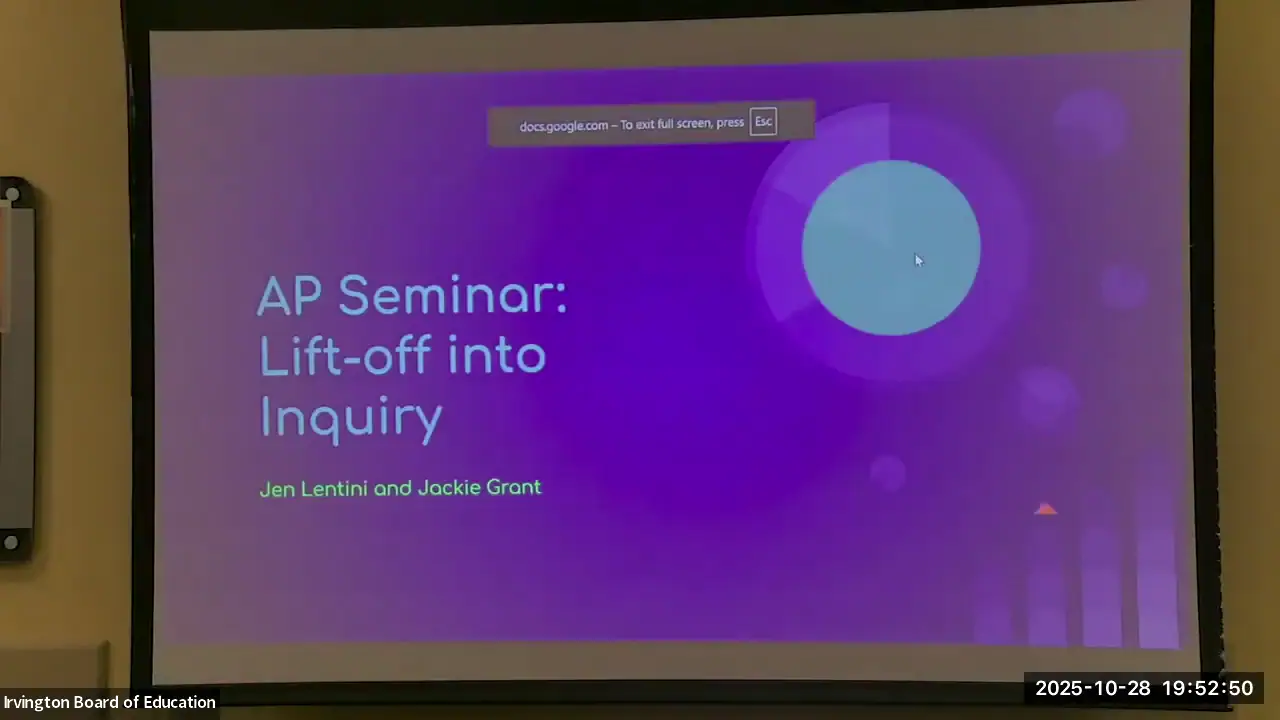 docs.google.com – To exit full screen, press Esc
AP Seminar:
Lift-off into
Inquiry
Jen Lentini and Jackie Grant
Irvington Board of Education
2025-10-28 19:52:50